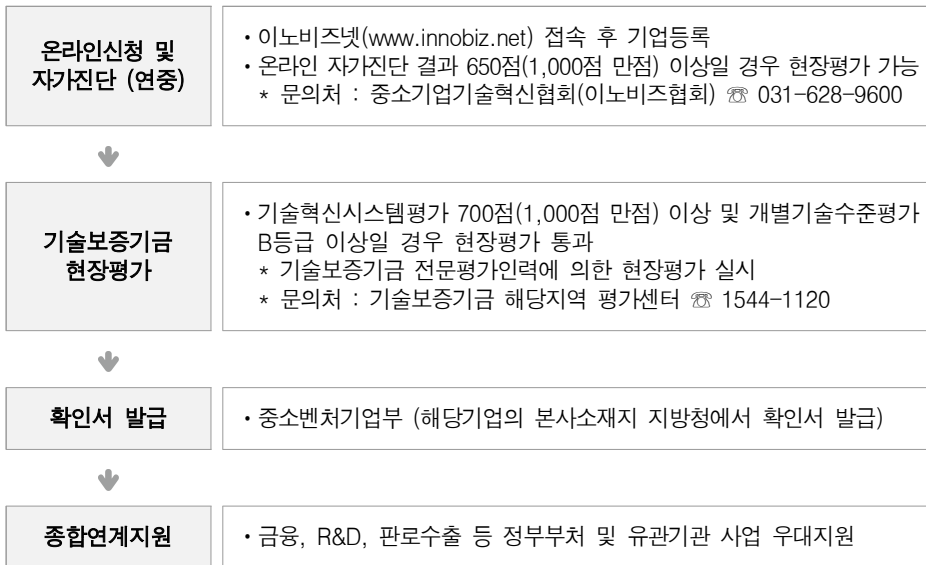 온라인신청 및
자가진단 (연중)
• 이노비즈넷(www.innobiz.net) 접속 후 기업등록
• 온라인 자가진단 결과 650점(1,000점 만점) 이상일 경우 현장평가 가능
* 문의처 : 중소기업기술혁신협회(이노비즈협회) ☏ 031-628-9600
기술보증기금
현장평가
• 기술혁신시스템평가 700점(1,000점 만점) 이상 및 개별기술수준평가
B등급 이상일 경우 현장평가 통과
* 기술보증기금 전문평가인력에 의한 현장평가 실시
* 문의처 : 기술보증기금 해당지역 평가센터 ☏ 1544-1120
확인서 발급
• 중소벤처기업부 (해당기업의 본사소재지 지방청에서 확인서 발급)
종합연계지원
• 금융, R&D, 판로수출 등 정부부처 및 유관기관 사업 우대지원